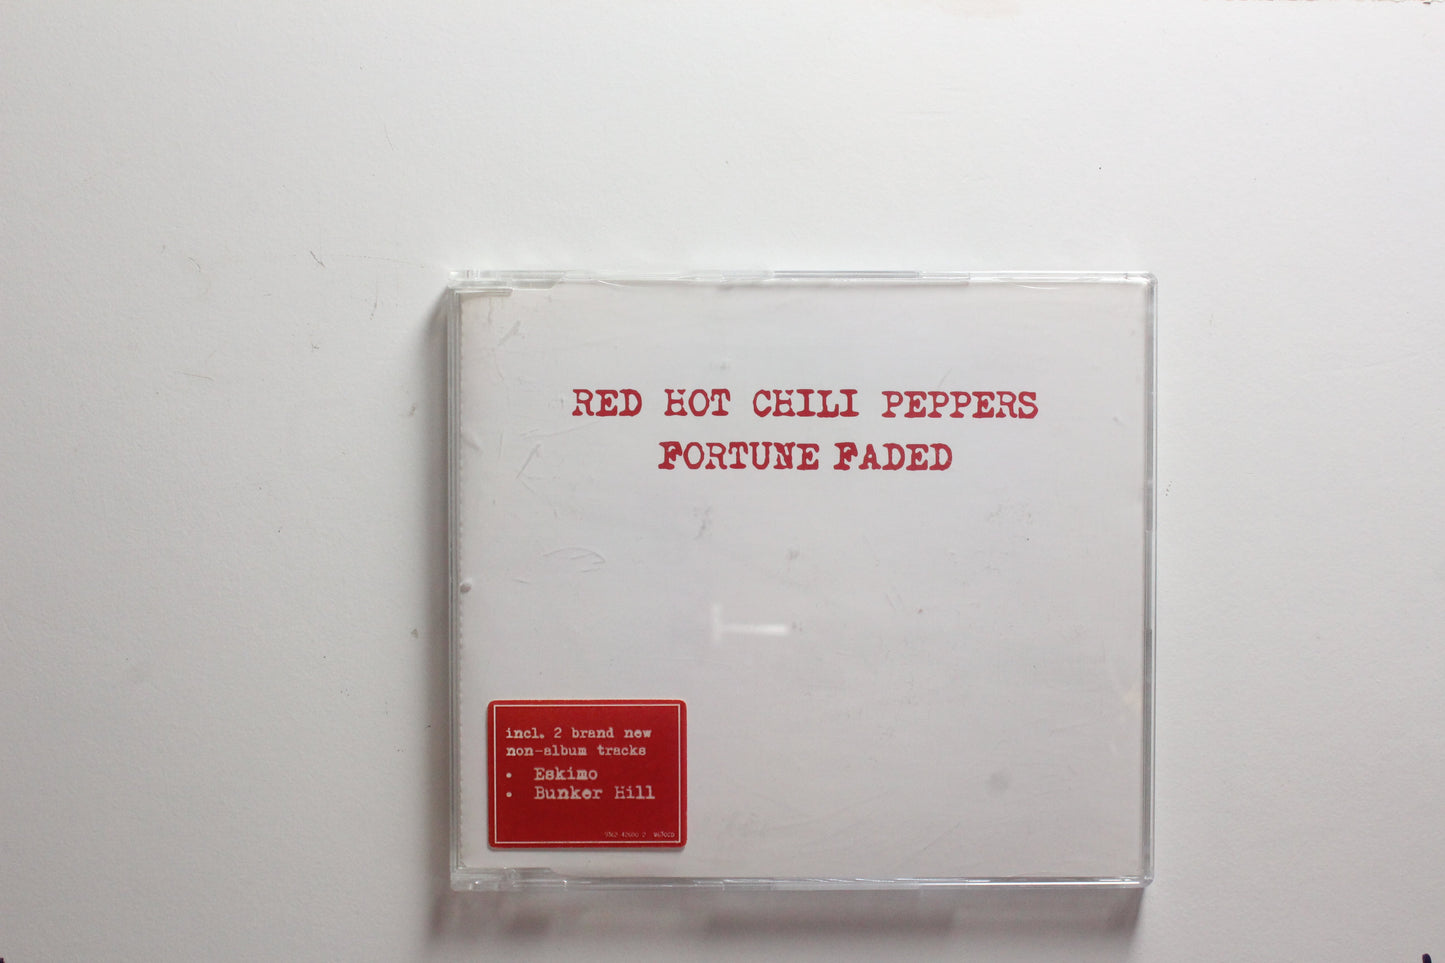 RED HOT CHILI PEPPERS
FORTUNE FADED
incl. 2 brand new
non-album tracks
• Eskimo
• Bunker Hill